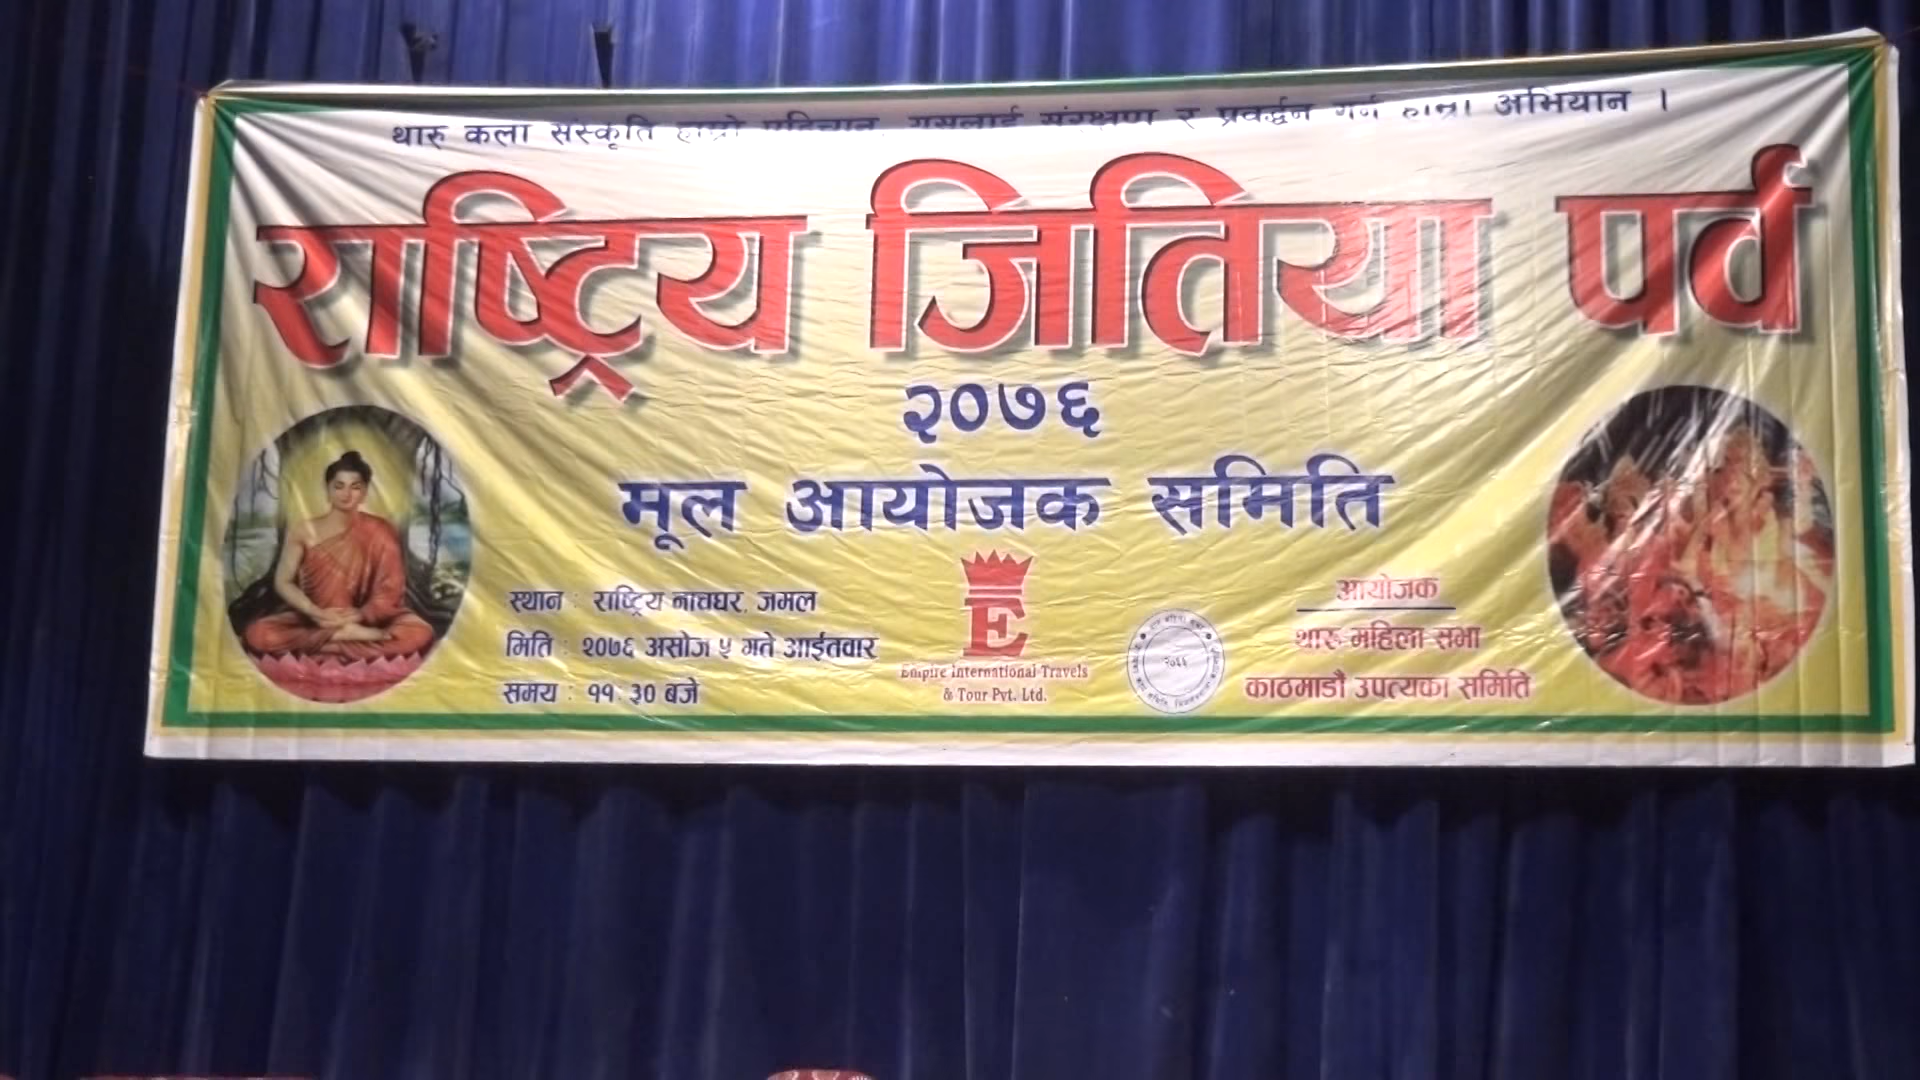 थारु कला संस्कृति हाम्रो पहिचान, यसलाई संरक्षण र प्रवर्द्धन गर्न हाम्रो अभियान ।
राष्ट्रिय जितिया पर्व
२०७६
मूल आयोजक समिति
स्थान : राष्ट्रिय नाचघर, जमल
मिति : २०७६ असोज ५ गते आईतवार
समय : ११:३० बजे
E
Empire International Travels
& Tour Pvt. Ltd.
आयोजक
थारु महिला सभा
काठमाडौं उपत्यका समिति